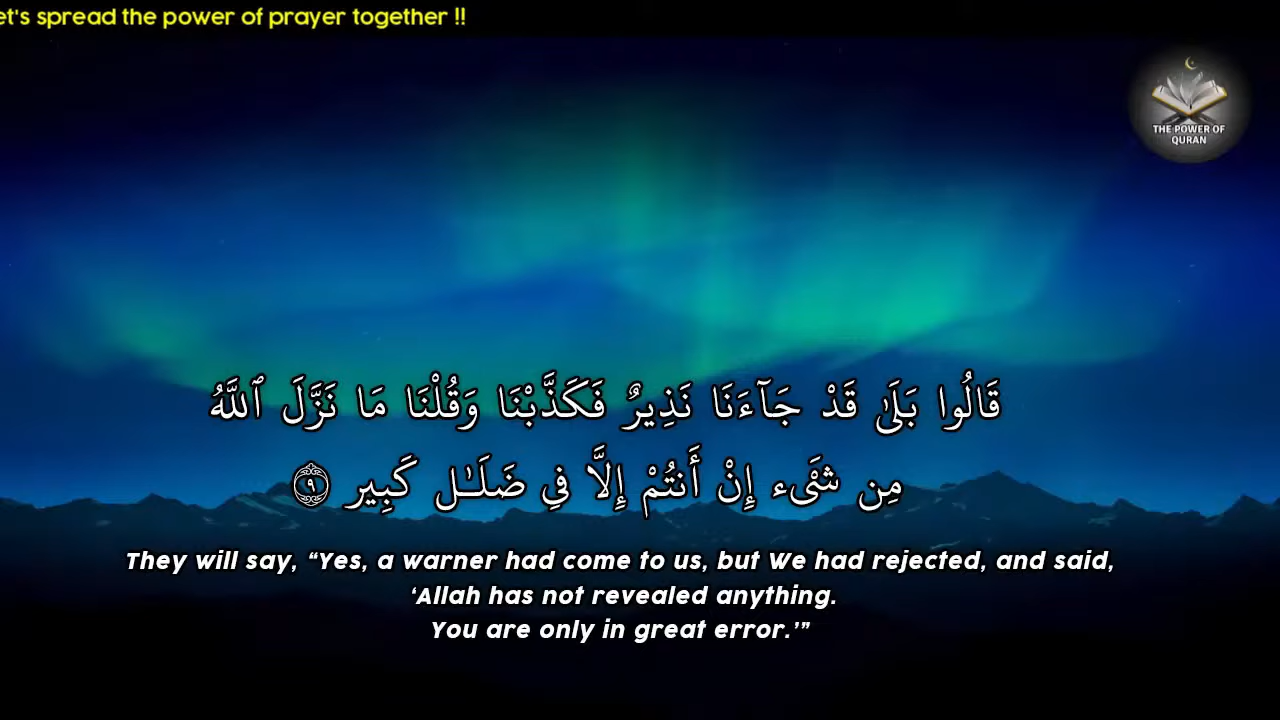 et's spread the power of prayer together !!
THE POWER OF
QURAN
قَالُوا بَلَىٰ قَدْ جَآءَنَا نَذِيرٌ فَكَذَّبْنَا وَقُلْنَا مَا نَزَّلَ ٱللَّهُ
مِن شَىْء إِنْ أَنتُمْ إِلَّا فِى ضَلَـٰل كَبِير ٩
They will say, “Yes, a warner had come to us, but We had rejected, and said,
‘Allah has not revealed anything.
You are only in great error.’”